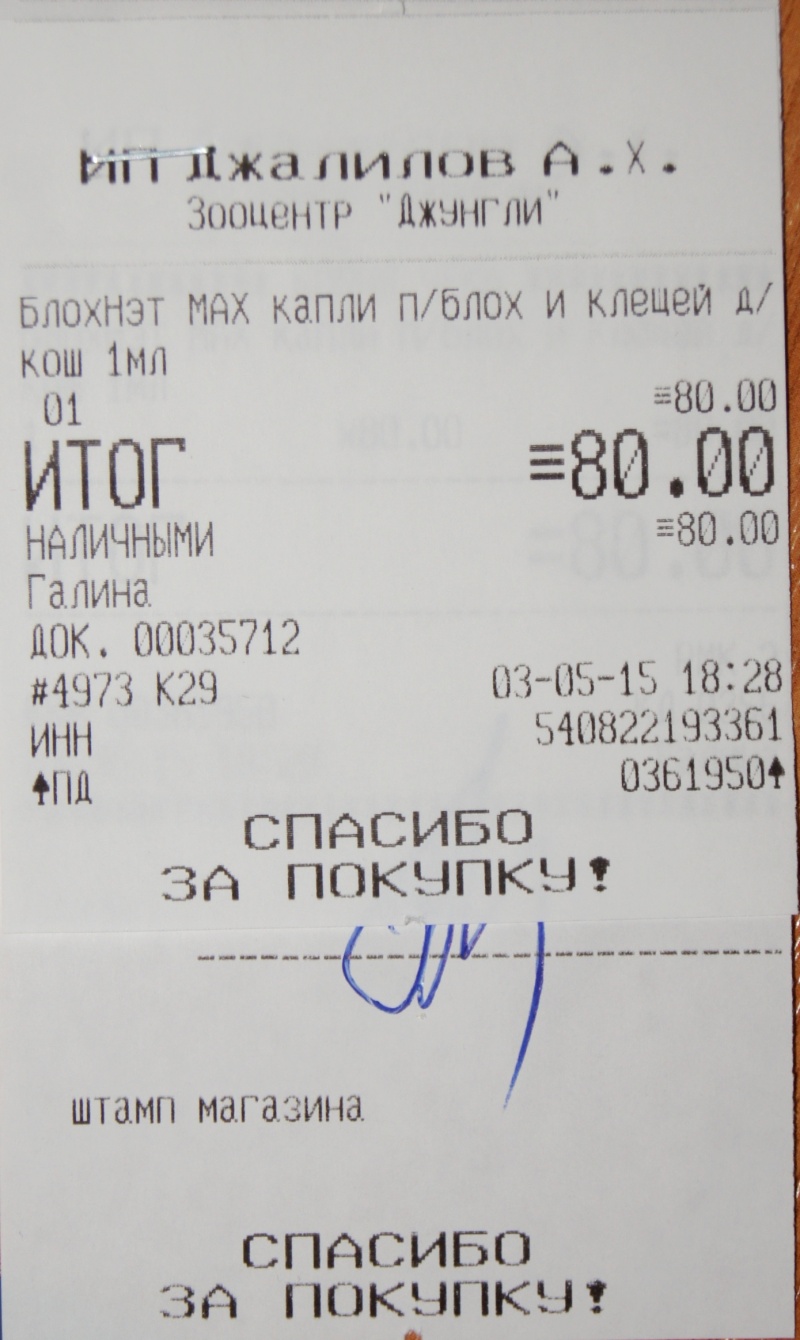 ИП Джалилов А.Х.
Зооцентр "Джунгли"
БлохНэт MAX капли п/блох и клещей д/
кош 1мл
01 ≡80.00
ИТОГ ≡80.00
НАЛИЧНЫМИ ≡80.00
Галина
ДОК. 00035712
#4973 К29 03-05-15 18:28
ИНН 540822193361
↑ПД 0361950↑
СПАСИБО
ЗА ПОКУПКУ!
штамп магазина
СПАСИБО
ЗА ПОКУПКУ!